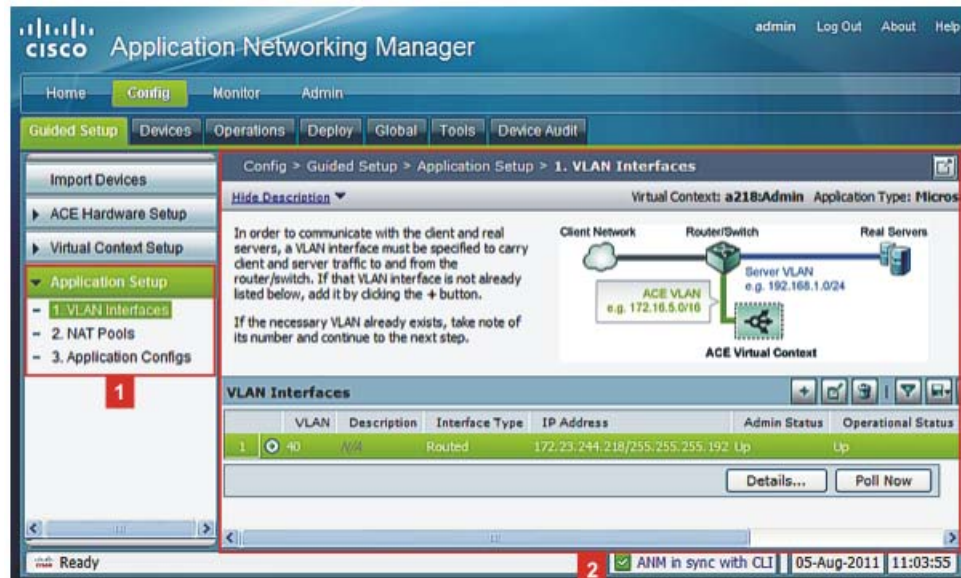 admin Log Out About Help
CISCO Application Networking Manager
Home Config Monitor Admin
Guided Setup Devices Operations Deploy Global Tools Device Audit
Import Devices
ACE Hardware Setup
Virtual Context Setup
Application Setup
1. VLAN Interfaces
2. NAT Pools
3. Application Configs
1
Config > Guided Setup > Application Setup > 1. VLAN Interfaces
Hide Description
Virtual Context: a218:Admin Application Type: Micros
In order to communicate with the client and real
servers, a VLAN interface must be specified to carry
client and server traffic to and from the
router/switch. If that VLAN interface is not already
listed below, add it by clicking the + button.
If the necessary VLAN already exists, take note of
its number and continue to the next step.
Client Network Router/Switch Real Servers
Server VLAN
e.g. 192.168.1.0/24
ACE VLAN
e.g. 172.16.5.0/16
ACE Virtual Context
VLAN Interfaces
VLAN Description Interface Type IP Address Admin Status Operational Status
1 40 N/A Routed 172.23.244.218/255.255.255.192 Up Up
Details... Poll Now
Ready
2
ANM in sync with CLI 05-Aug-2011 11:03:55